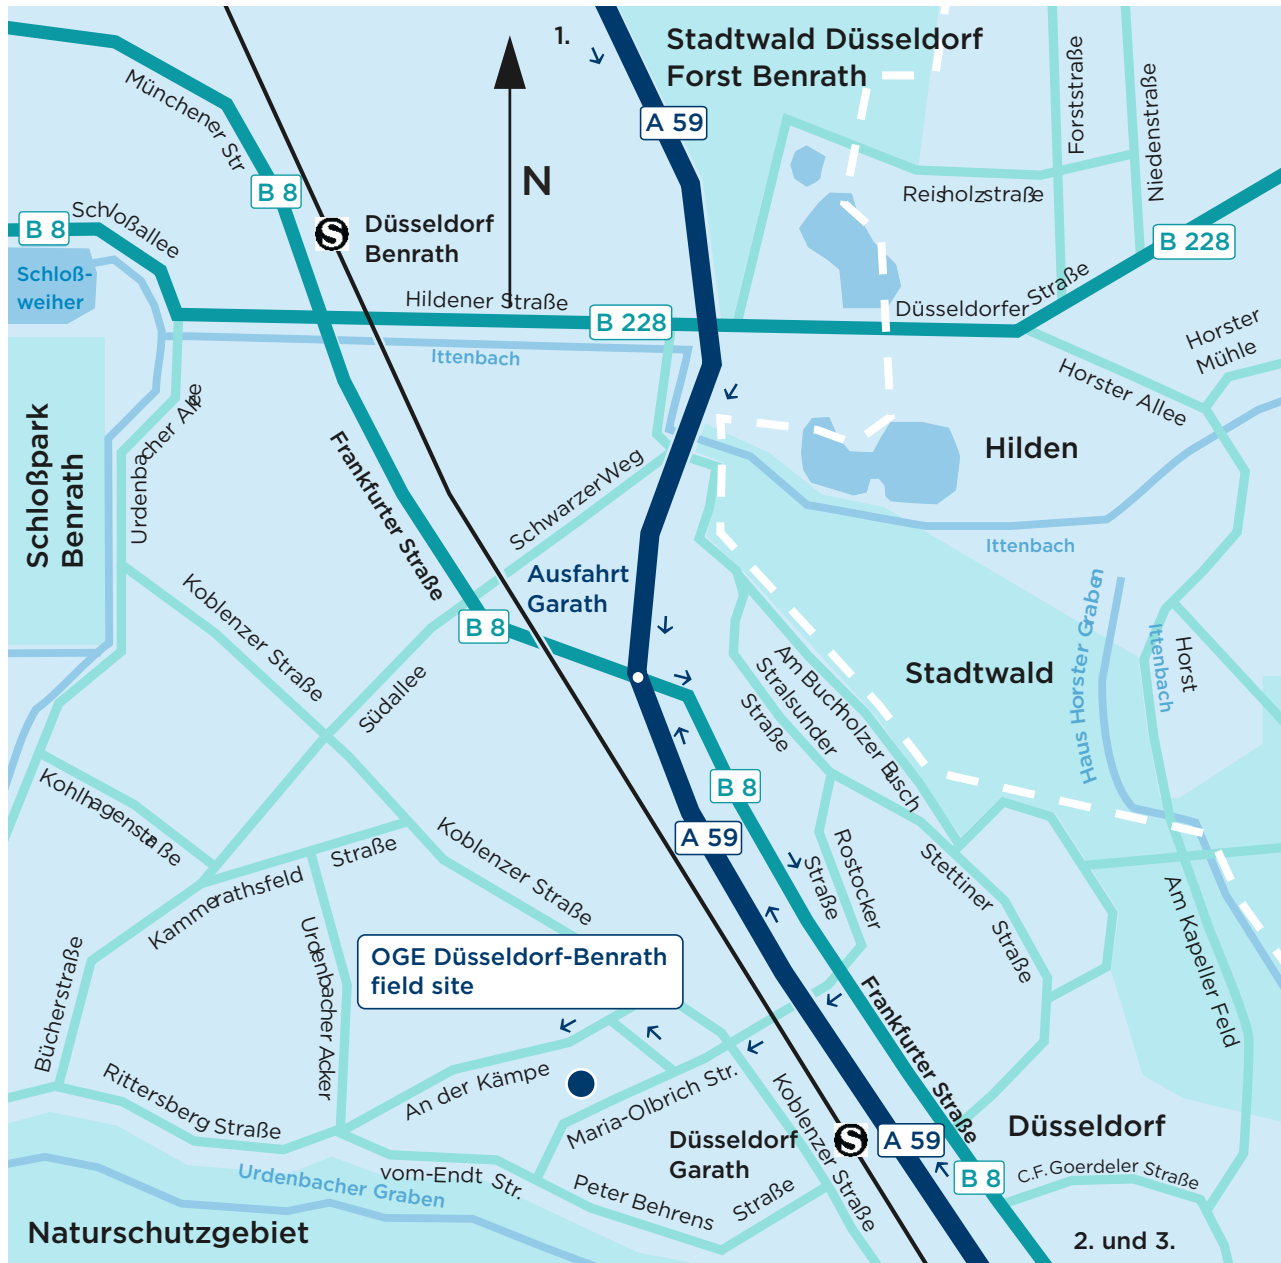 1.
Stadtwald Düsseldorf
Forst Benrath
Münchener Str
A 59
Forststraße
Niedenstraße
N
B 8
Reisholzstraße
B 8
Schloßallee
S
Düsseldorf
Benrath
B 228
Schloß-
weiher
Hildener Straße
B 228
Düsseldorfer Straße
Ittenbach
Horster
Mühle
Horster Allee
Urdenbacher Allee
Schloßpark
Benrath
Frankfurter Straße
Schwarzer Weg
Hilden
Ittenbach
Ausfahrt
Garath
B 8
Koblenzer Straße
Südallee
Haus Horster Graben
Ittenbach
Horst
Stadtwald
Am Buchholzer Busch
Stralsunder
Straße
B 8
A 59
Kohlhagenstraße
Koblenzer Straße
Kammerathsfeld
Straße
Rostocker
Straße
Stettiner
Straße
Am Kapeller Feld
Urdenbacher Acker
OGE Düsseldorf-Benrath
field site
Bücherstraße
Frankfurter Straße
Rittersberg Straße
An der Kämpe
Maria-Olbrich Str.
Koblenzer Straße
Düsseldorf
Garath
S
A 59
Düsseldorf
B 8
C.F. Goerdeler Straße
vom-Endt Str.
Urdenbacher Graben
Peter Behrens
Straße
Naturschutzgebiet
2. und 3.